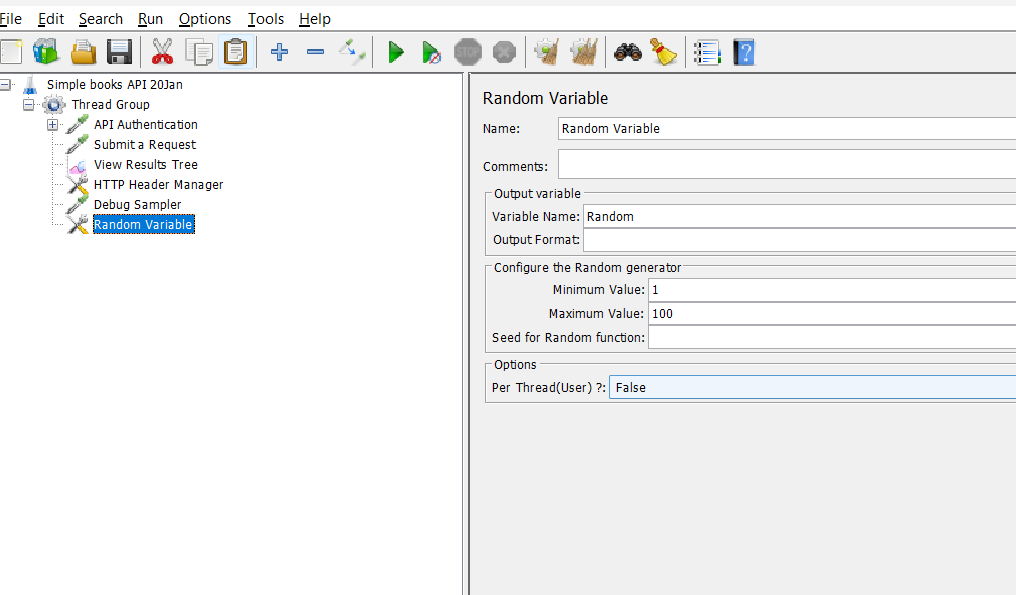 File Edit Search Run Options Tools Help
STOP
Simple books API 20Jan
Thread Group
API Authentication
Submit a Request
View Results Tree
HTTP Header Manager
Debug Sampler
Random Variable
Random Variable
Name: Random Variable
Comments:
Output variable
Variable Name: Random
Output Format:
Configure the Random generator
Minimum Value: 1
Maximum Value: 100
Seed for Random function:
Options
Per Thread(User) ?: False